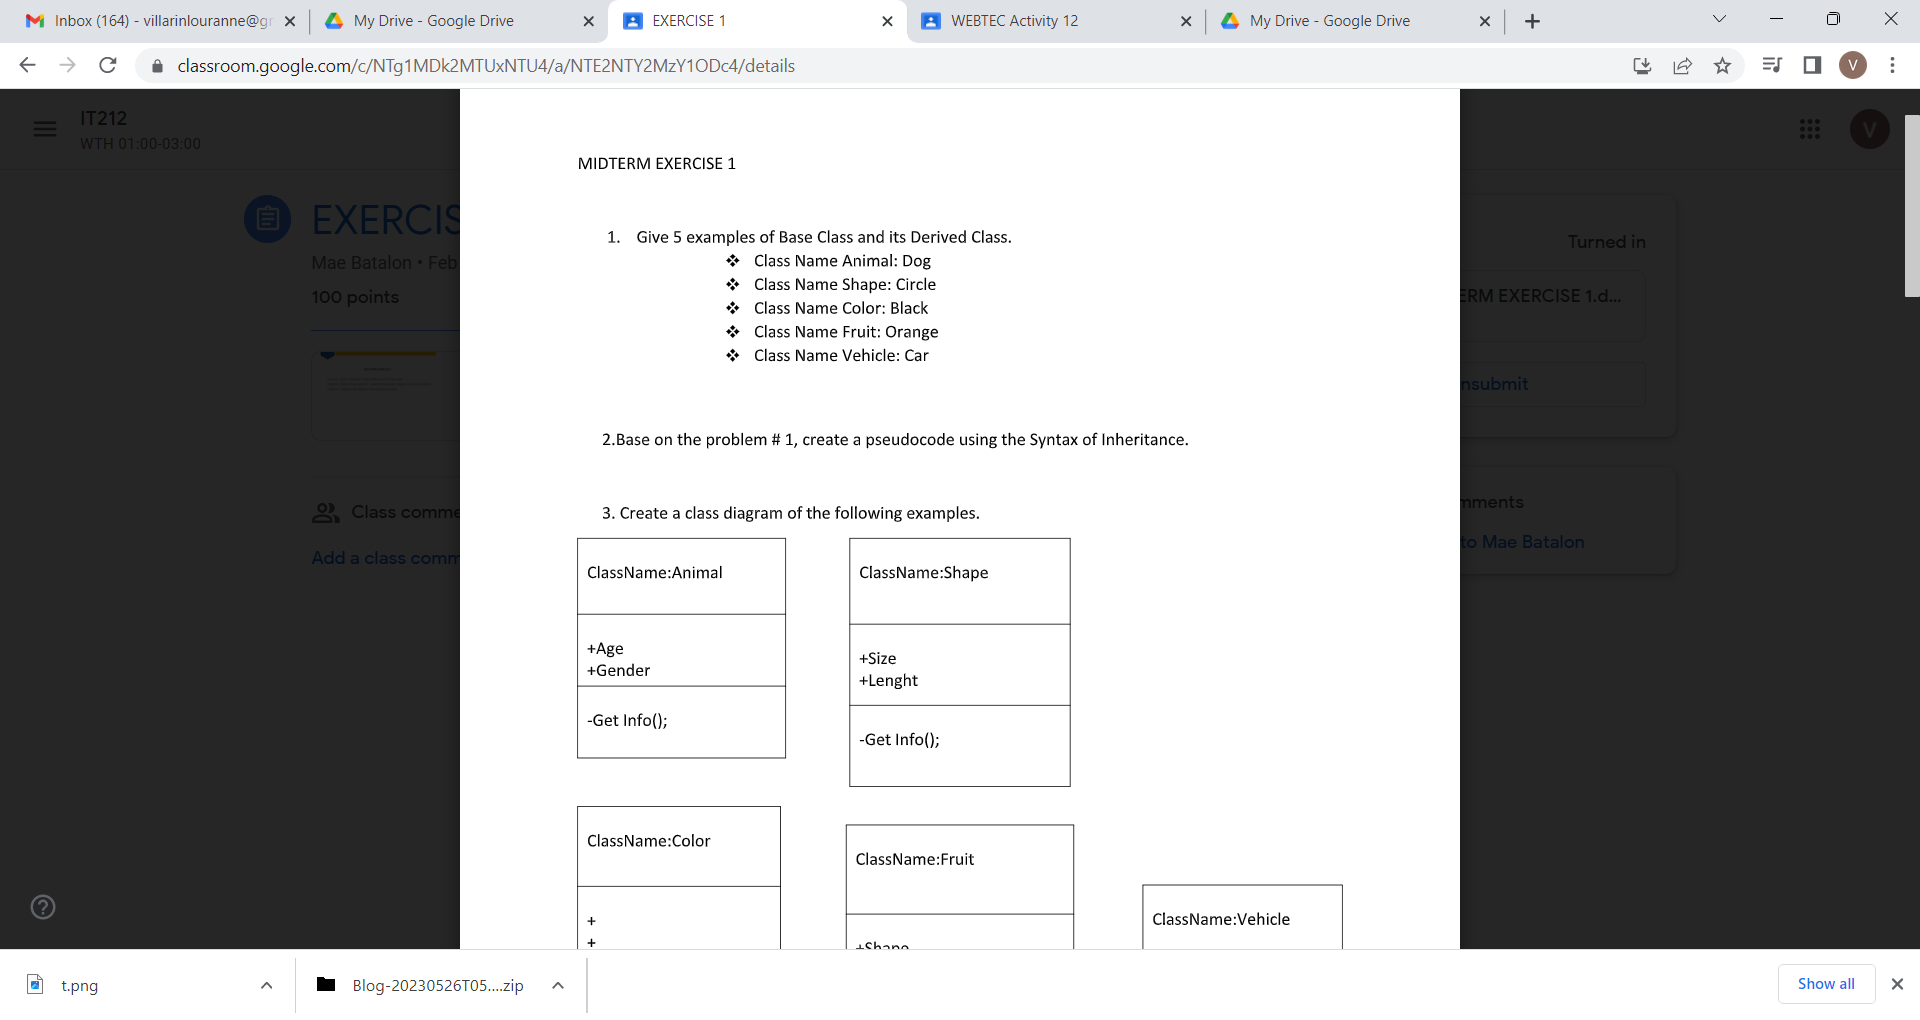 Inbox (164) - villarinlouranne@g
My Drive - Google Drive
EXERCISE 1
WEBTEC Activity 12
My Drive - Google Drive
classroom.google.com/c/NTg1MDk2MTUxNTU4/a/NTE2NTY2MzY1ODc4/details
V
IT212
WTH 01:00-03:00
V
EXERCIS
Mae Batalon • Feb
100 points
Turned in
ERM EXERCISE 1.d...
nsubmit
Class comme
Add a class comm
mments
to Mae Batalon
MIDTERM EXERCISE 1
1. Give 5 examples of Base Class and its Derived Class.
❖ Class Name Animal: Dog
❖ Class Name Shape: Circle
❖ Class Name Color: Black
❖ Class Name Fruit: Orange
❖ Class Name Vehicle: Car
2.Base on the problem # 1, create a pseudocode using the Syntax of Inheritance.
3. Create a class diagram of the following examples.
ClassName:Animal
+Age
+Gender
-Get Info();
ClassName:Shape
+Size
+Lenght
-Get Info();
ClassName:Color
+
+
ClassName:Fruit
+Shape
ClassName:Vehicle
t.png
Blog-20230526T05....zip
Show all